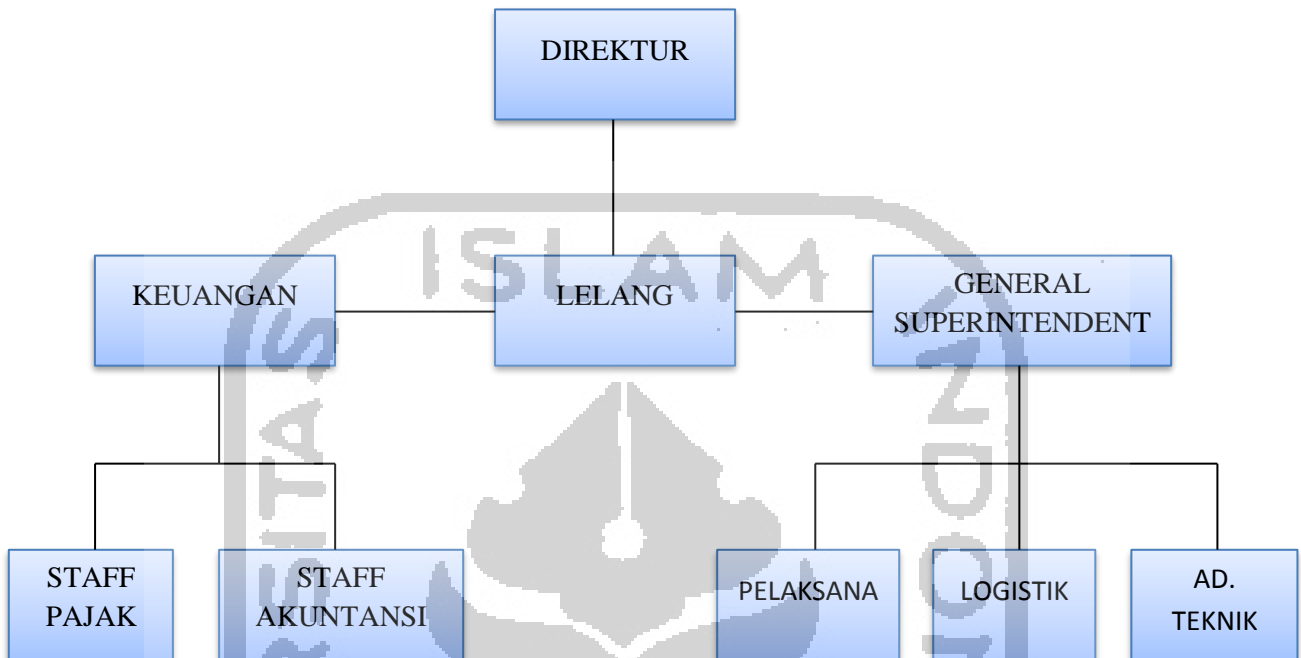 DIREKTUR
ISLAM
KEUANGAN
LELANG
GENERAL
SUPERINTENDENT
STAFF
PAJAK
STAFF
AKUNTANSI
PELAKSANA
LOGISTIK
AD.
TEKNIK